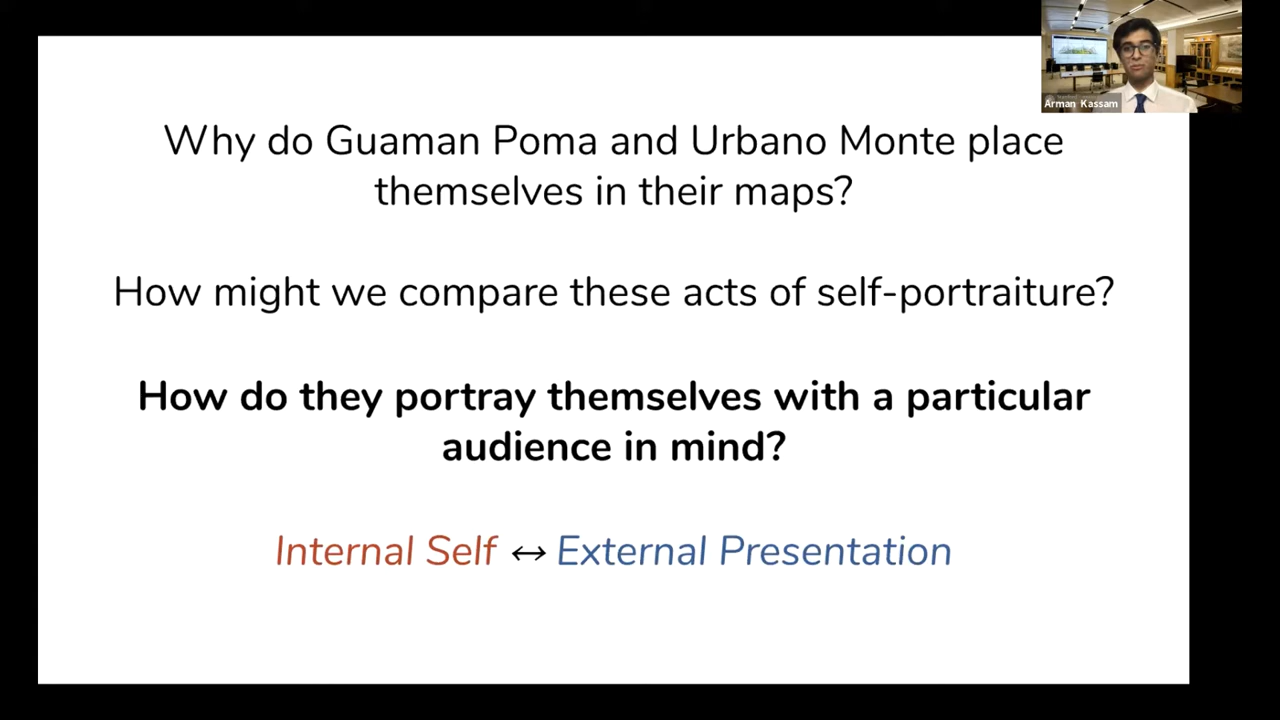 Arman Kassam
Why do Guaman Poma and Urbano Monte place
themselves in their maps?
How might we compare these acts of self-portraiture?
How do they portray themselves with a particular
audience in mind?
Internal Self ↔ External Presentation